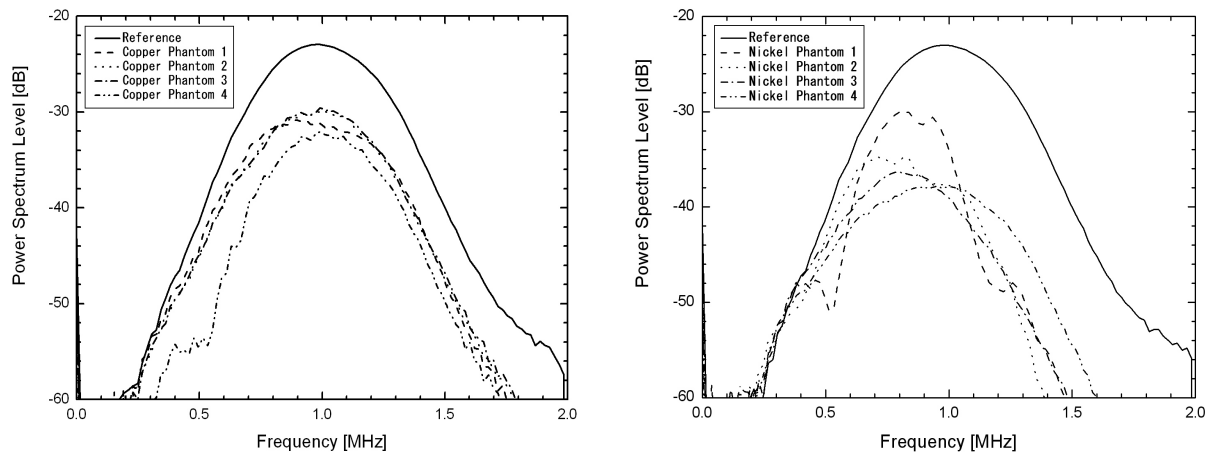 -20
-30
-40
-50
-60
Power Spectrum Level [dB]
Reference
Copper Phantom 1
Copper Phantom 2
Copper Phantom 3
Copper Phantom 4
0.0 0.5 1.0 1.5 2.0
Frequency [MHz]
-20
-30
-40
-50
-60
Power Spectrum Level [dB]
Reference
Nickel Phantom 1
Nickel Phantom 2
Nickel Phantom 3
Nickel Phantom 4
0.0 0.5 1.0 1.5 2.0
Frequency [MHz]